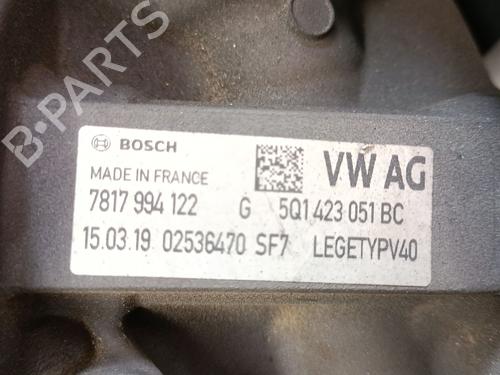 B-PARTS
BOSCH
MADE IN FRANCE
VW AG
7817 994 122 G 5Q1 423 051 BC
15.03.19 02536470 SF7 LEGETYPV40